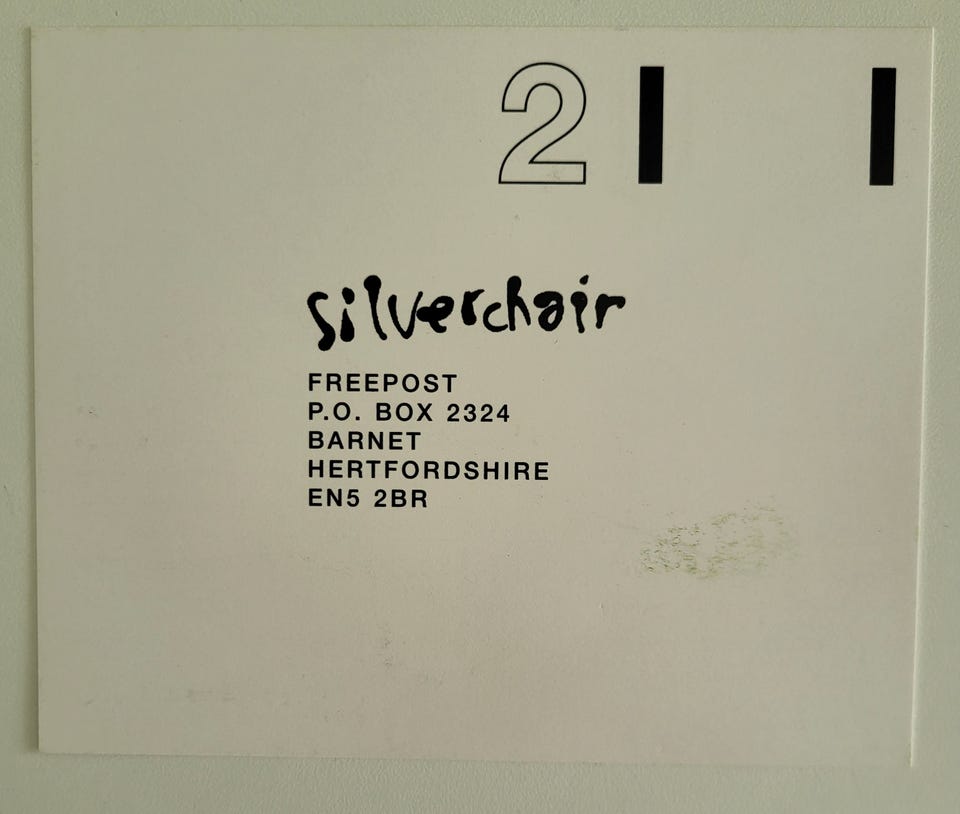 2
silverchair
FREEPOST
P.O. BOX 2324
BARNET
HERTFORDSHIRE
EN5 2BR